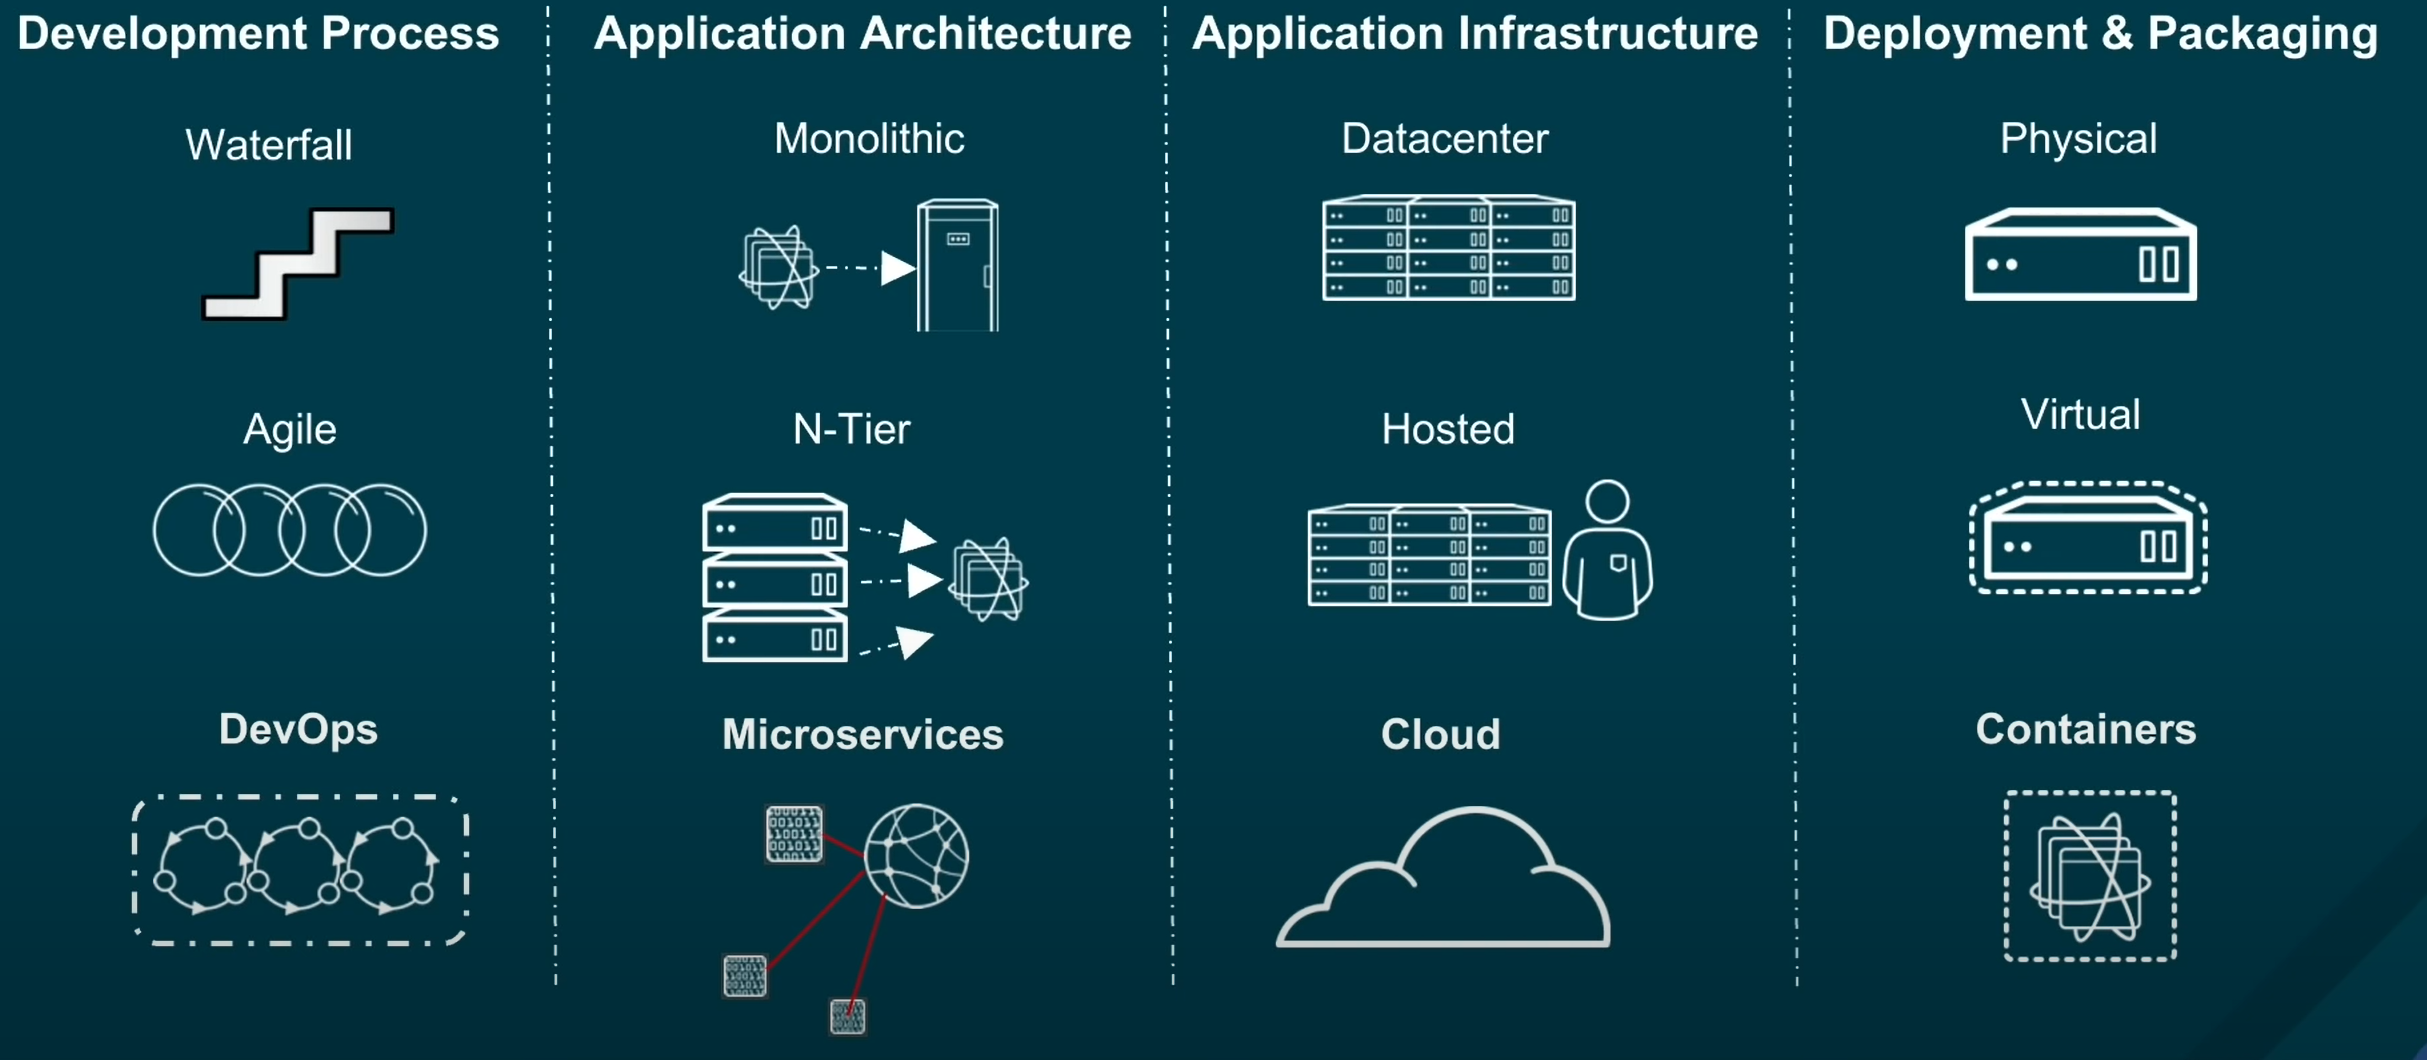 Development Process
Application Architecture
Application Infrastructure
Deployment & Packaging
Waterfall
Monolithic
Datacenter
Physical
Agile
N-Tier
Hosted
Virtual
DevOps
Microservices
Cloud
Containers